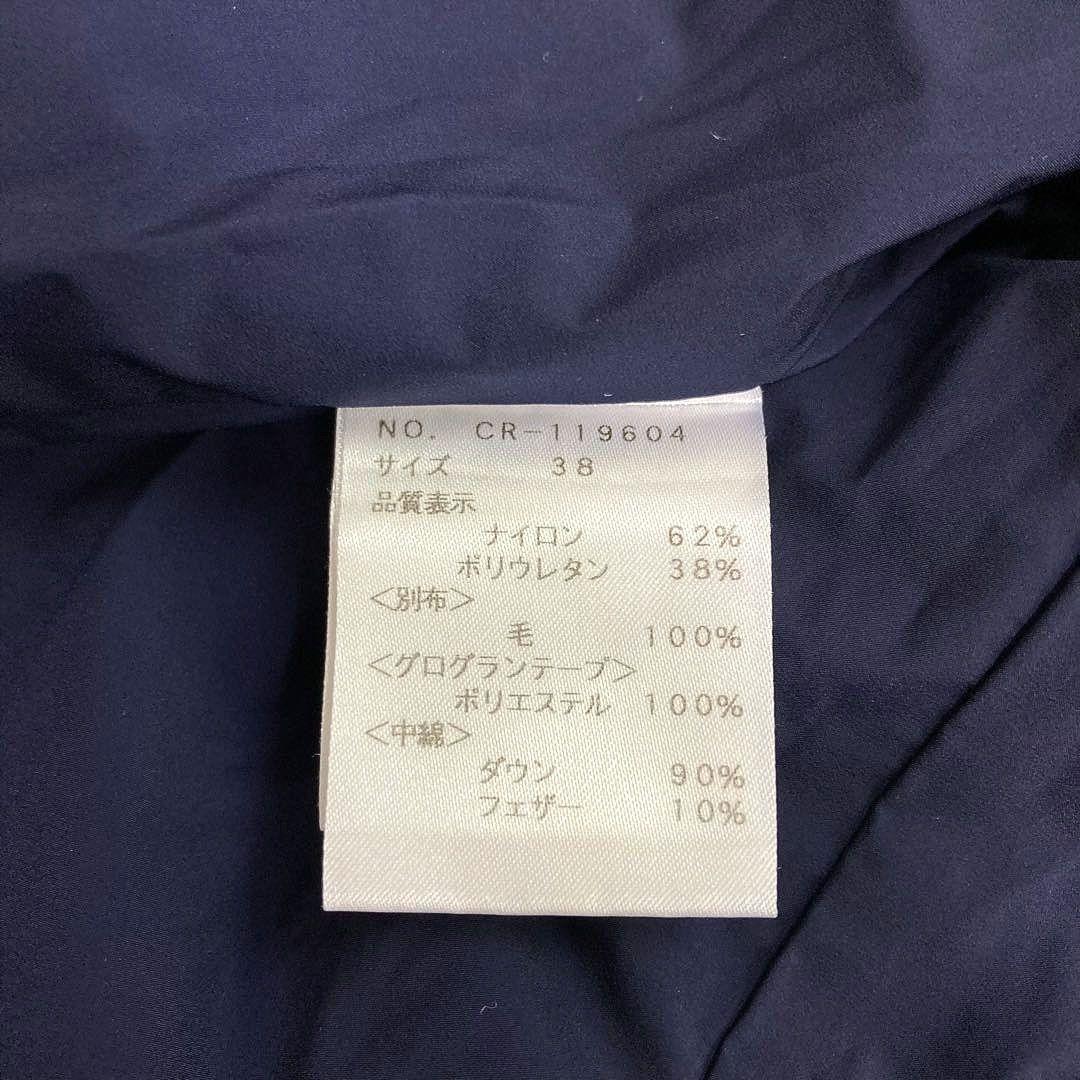 NO. CR-119604
サイズ 38
品質表示
ナイロン 62%
ポリウレタン 38%
<別布>
毛 100%
<グログランテープ>
ポリエステル 100%
<中綿>
ダウン 90%
フェザー 10%